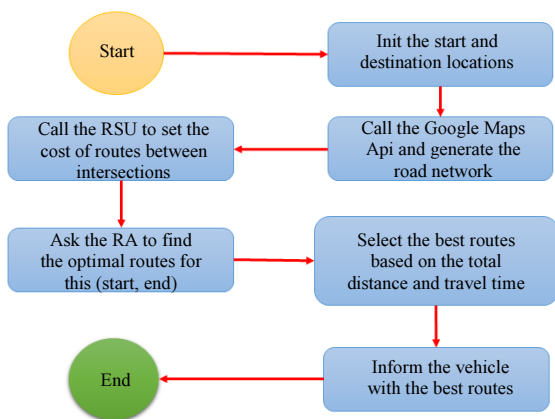 Start
Init the start and
destination locations
Call the Google Maps
Api and generate the
road network
Call the RSU to set the
cost of routes between
intersections
Ask the RA to find
the optimal routes for
this (start, end)
Select the best routes
based on the total
distance and travel time
Inform the vehicle
with the best routes
End